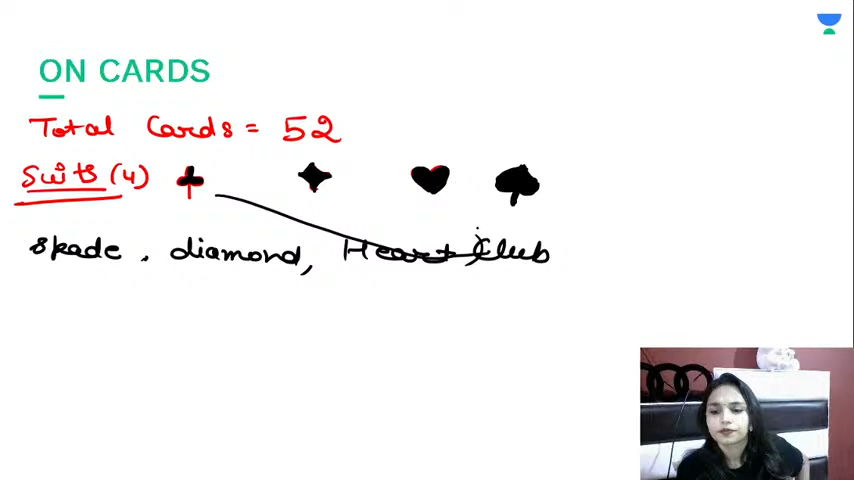 ON CARDS
Total Cards = 52
Suits (4)
spade, diamond, Heart, Club